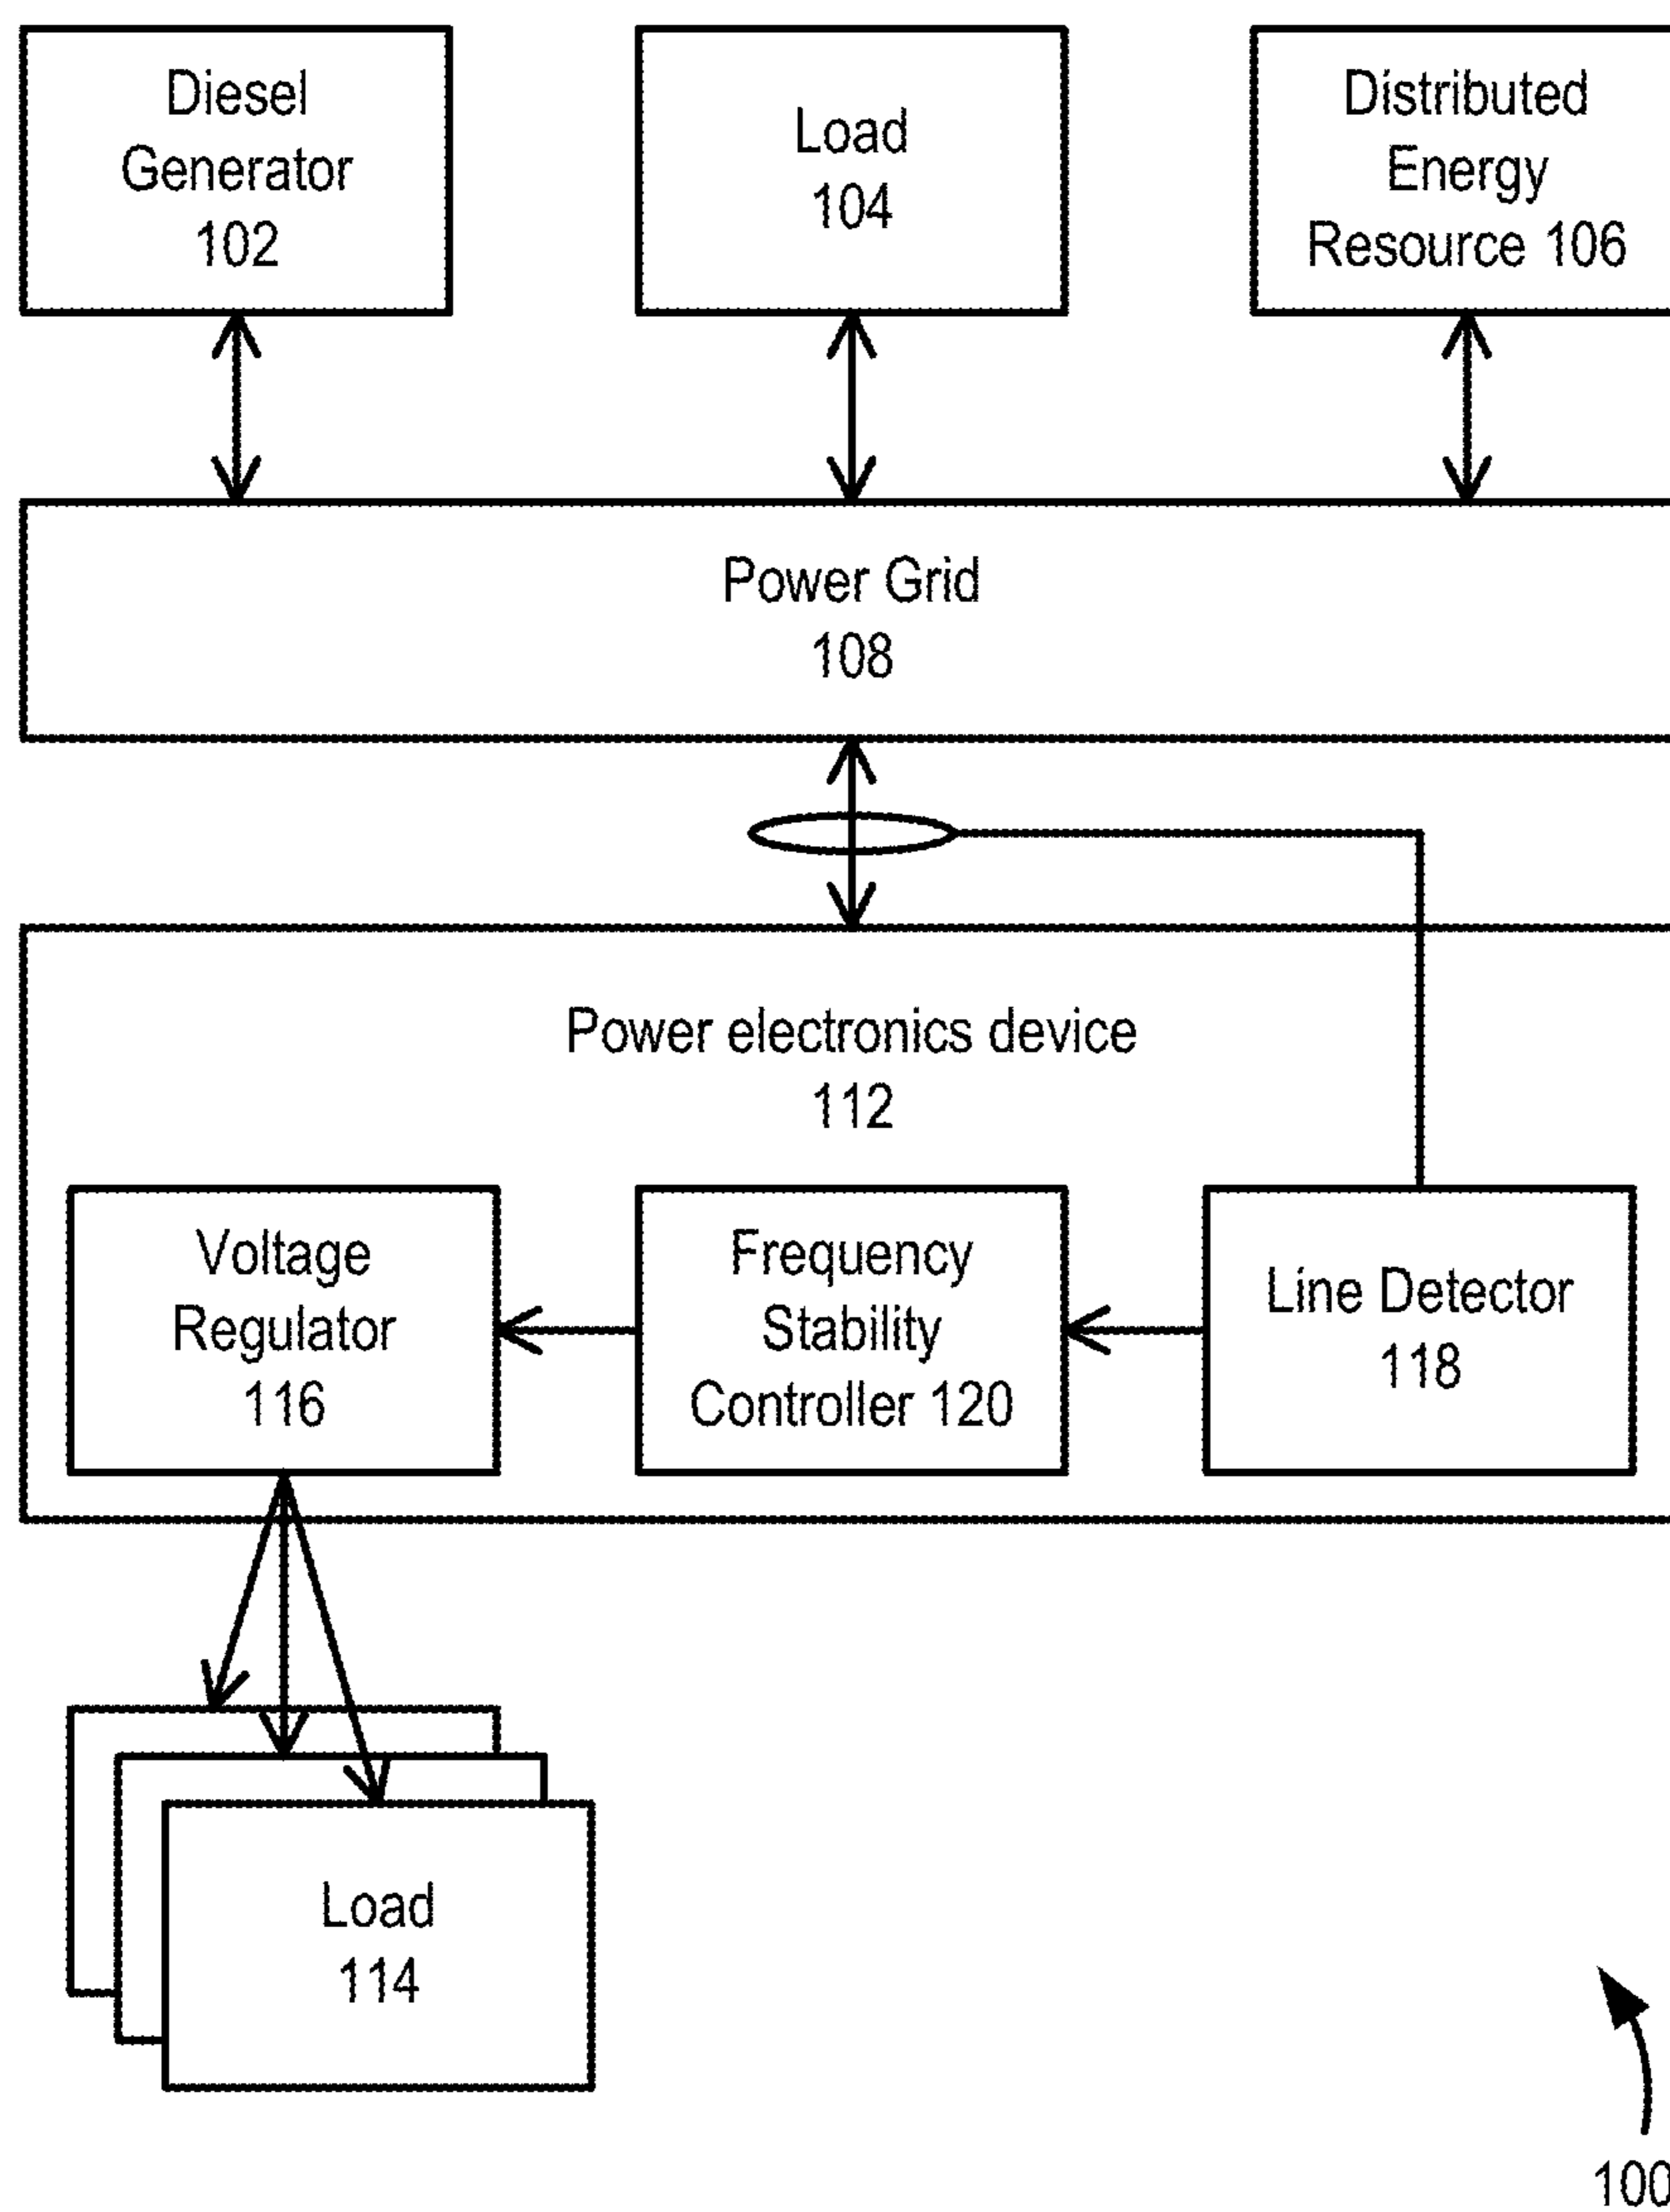 Diesel
Generator
102
Load
104
Distributed
Energy
Resource 106
Power Grid
108
Power electronics device
112
Voltage
Regulator
116
Frequency
Stability
Controller 120
Line Detector
118
Load
114
100